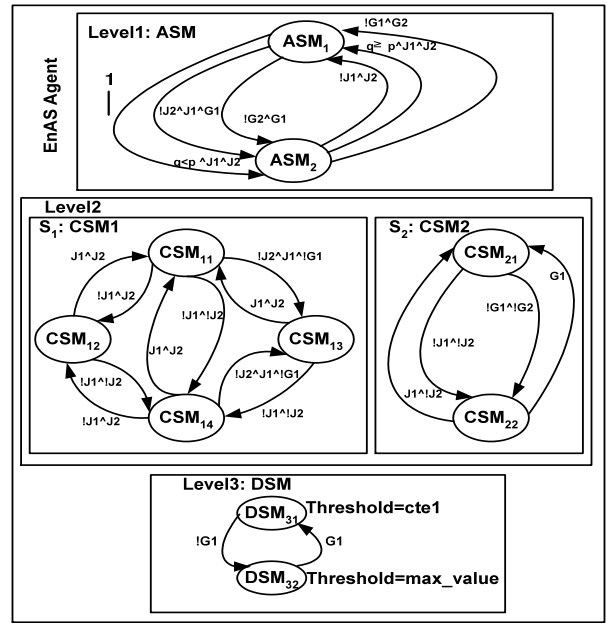 EnAS Agent
Level1: ASM
ASM1
!G1^G2
q≥ p^J1^J2
1
!J1^J2
!J2^J1^G1
!G2^G1
q<p ^J1^J2
ASM2
Level2
S1: CSM1
S2: CSM2
CSM11
CSM21
J1^J2
!J2^J1^!G1
G1
!J1^J2
!J1^!J2
J1^J2
!G1^!G2
CSM12
CSM13
!J1^!J2
J1^J2
!J1^!J2
!J2^J1^!G1
J1^!J2
!J1^J2
!J1^!J2
CSM14
CSM22
Level3: DSM
DSM31 Threshold=cte1
!G1
G1
DSM32 Threshold=max_value